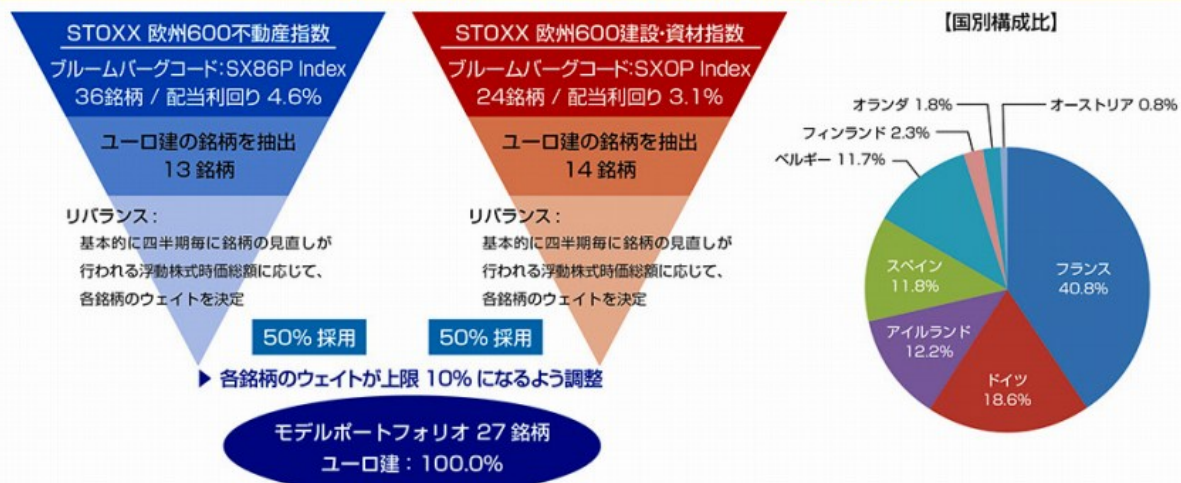 STOXX 欧州600不動産指数
ブルームバーグコード:SX86P Index
36銘柄 / 配当利回り 4.6%
ユーロ建の銘柄を抽出
13 銘柄
リバランス：
基本的に四半期毎に銘柄の見直しが
行われる浮動株式時価総額に応じて、
各銘柄のウェイトを決定
50% 採用
STOXX 欧州600建設・資材指数
ブルームバーグコード:SXOP Index
24銘柄 / 配当利回り 3.1%
ユーロ建の銘柄を抽出
14 銘柄
リバランス：
基本的に四半期毎に銘柄の見直しが
行われる浮動株式時価総額に応じて、
各銘柄のウェイトを決定
50% 採用
▶ 各銘柄のウェイトが上限 10% になるよう調整
モデルポートフォリオ 27 銘柄
ユーロ建：100.0%
【国別構成比】
オランダ 1.8%
オーストリア 0.8%
フィンランド 2.3%
ベルギー 11.7%
スペイン
11.8%
フランス
40.8%
アイルランド
12.2%
ドイツ
18.6%